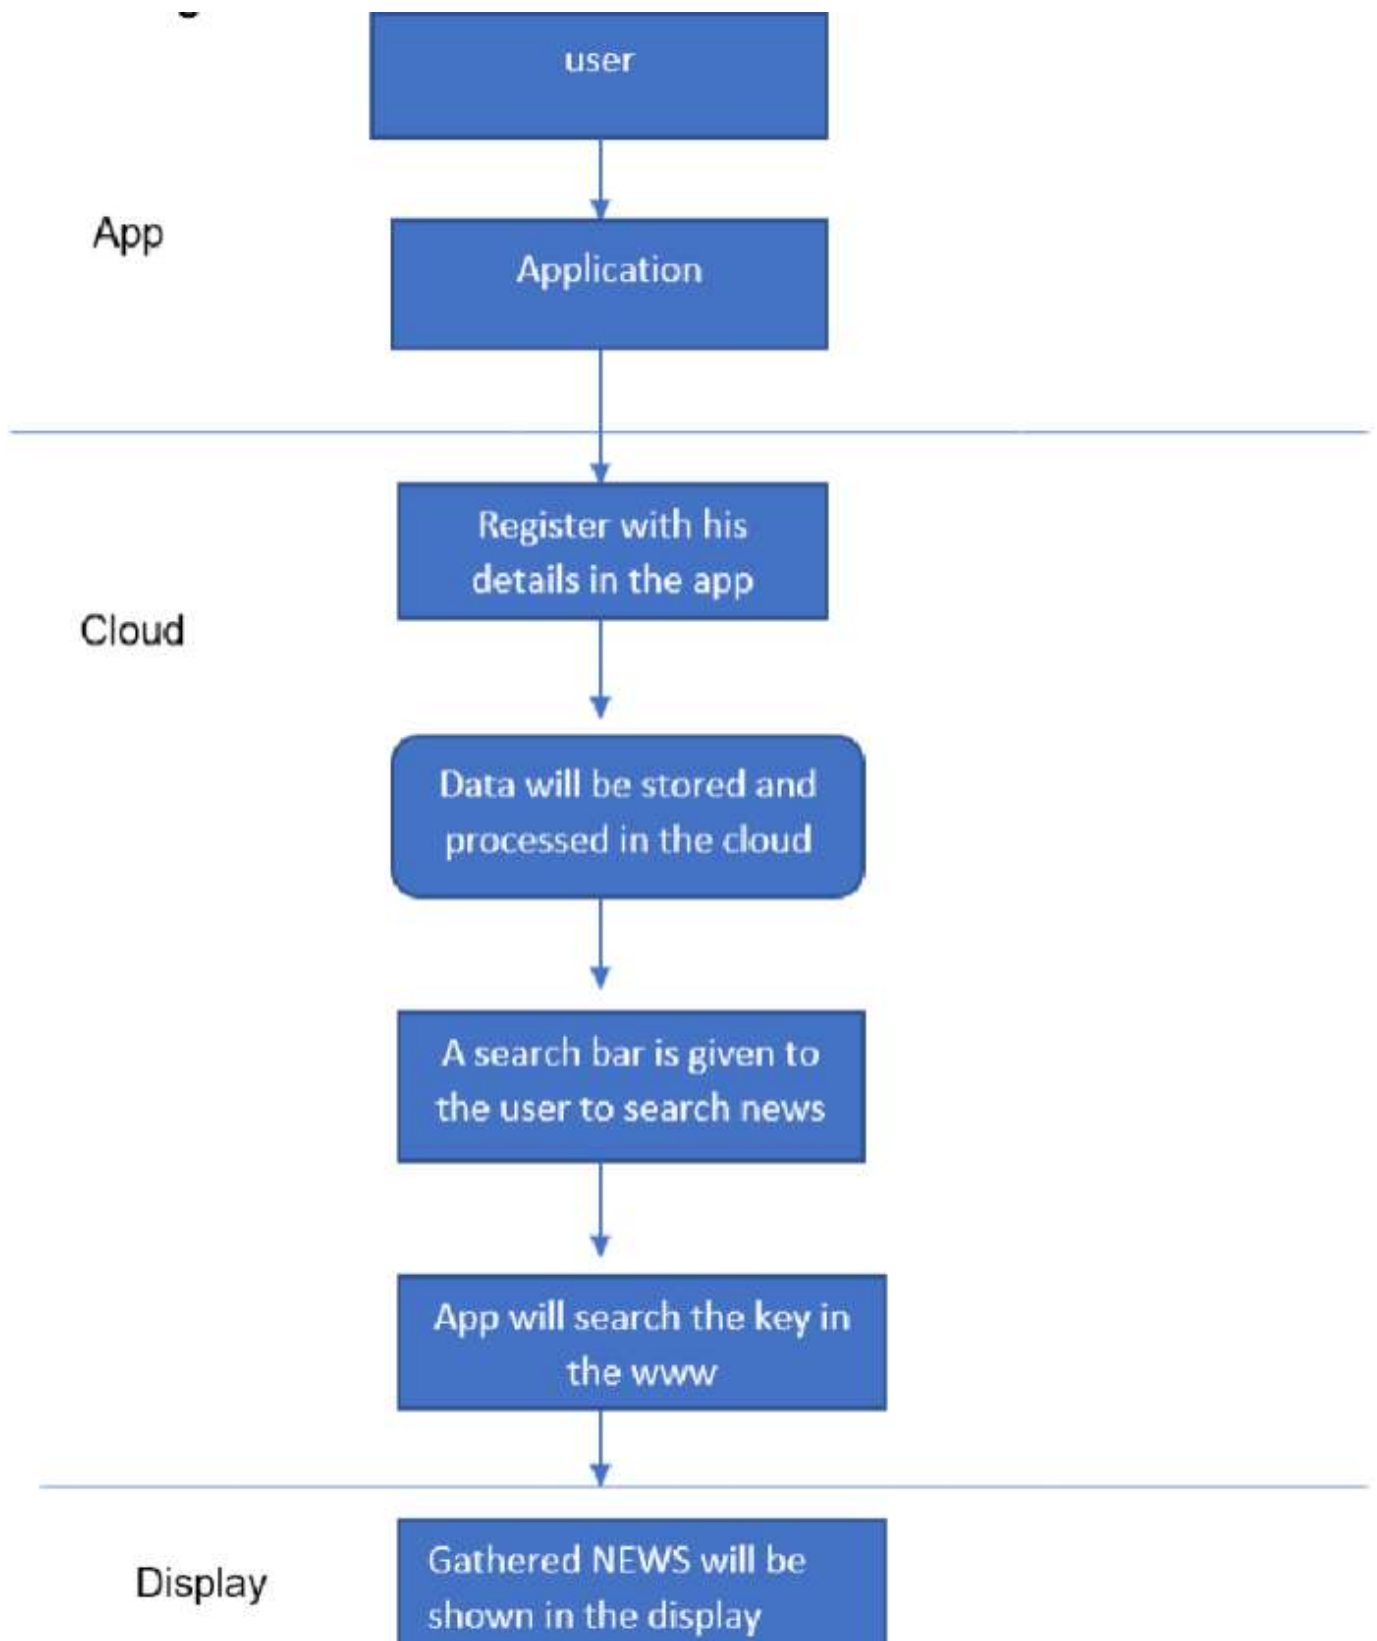 user
App
Application
Register with his
details in the app
Cloud
Data will be stored and
processed in the cloud
A search bar is given to
the user to search news
App will search the key in
the www
Display
Gathered NEWS will be
shown in the display